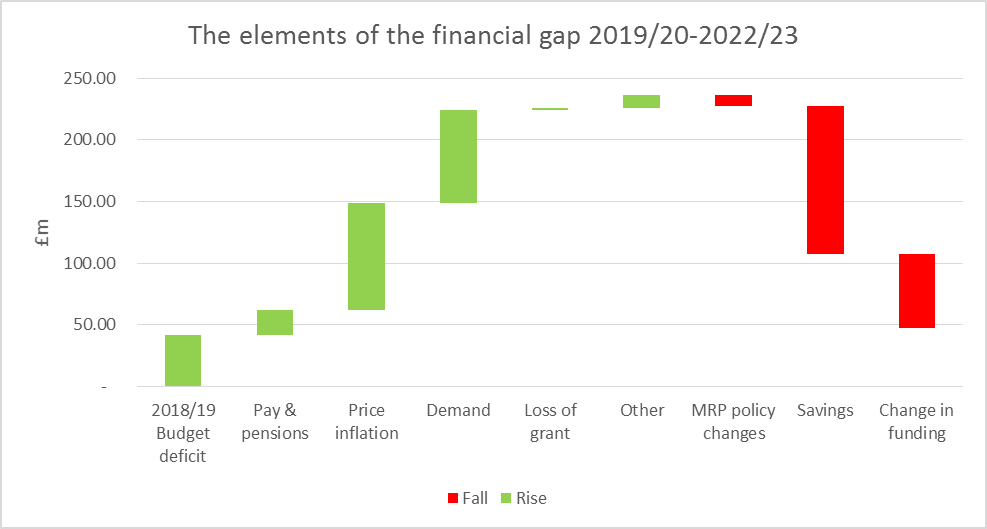 The elements of the financial gap 2019/20-2022/23
250.00
200.00
150.00
100.00
50.00
-
£m
2018/19
Budget
deficit
Pay &
pensions
Price
inflation
Demand
Loss of
grant
Other
MRP policy
changes
Savings
Change in
funding
Fall
Rise